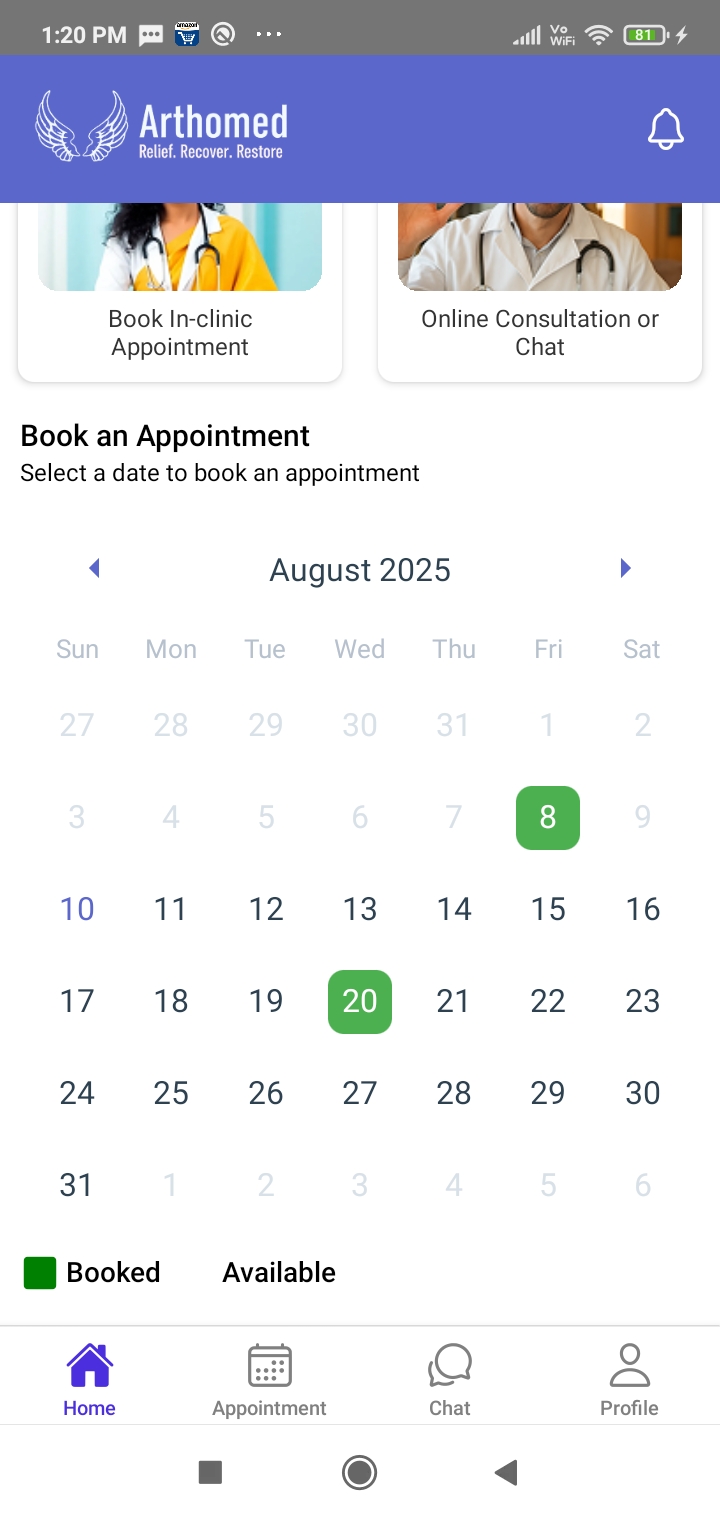 1:20 PM amazon Vo WiFi 81
Arthomed
Relief. Recover. Restore
Book In-clinic
Appointment
Online Consultation or
Chat
Book an Appointment
Select a date to book an appointment
August 2025
Sun Mon Tue Wed Thu Fri Sat
27 28 29 30 31 1 2
3 4 5 6 7 8 9
10 11 12 13 14 15 16
17 18 19 20 21 22 23
24 25 26 27 28 29 30
31 1 2 3 4 5 6
Booked Available
Home Appointment Chat Profile